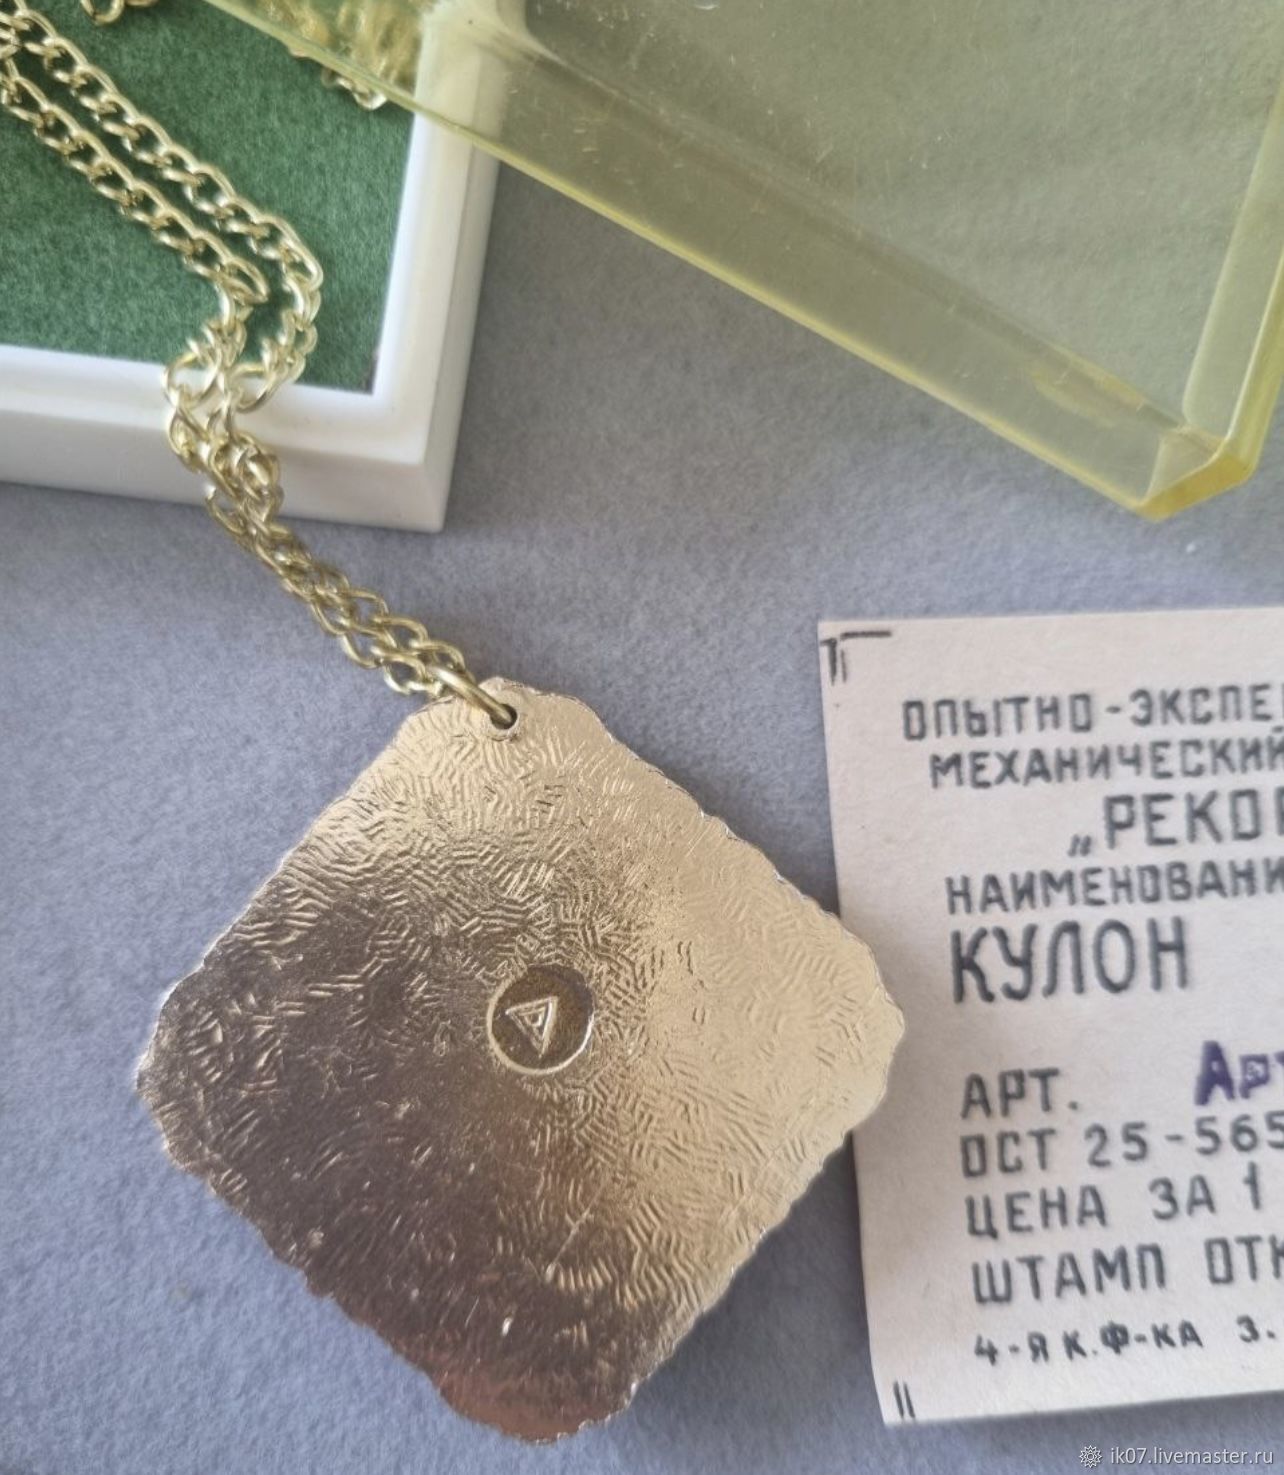 ОПЫТНО-ЭКСПЕ
МЕХАНИЧЕСКИЙ
„РЕКО
НАИМЕНОВАНИ
КУЛОН
АРТ. Арт
ОСТ 25-565
ЦЕНА ЗА 1
ШТАМП ОТК
4-Я К.Ф-КА З.
ik07.livemaster.ru